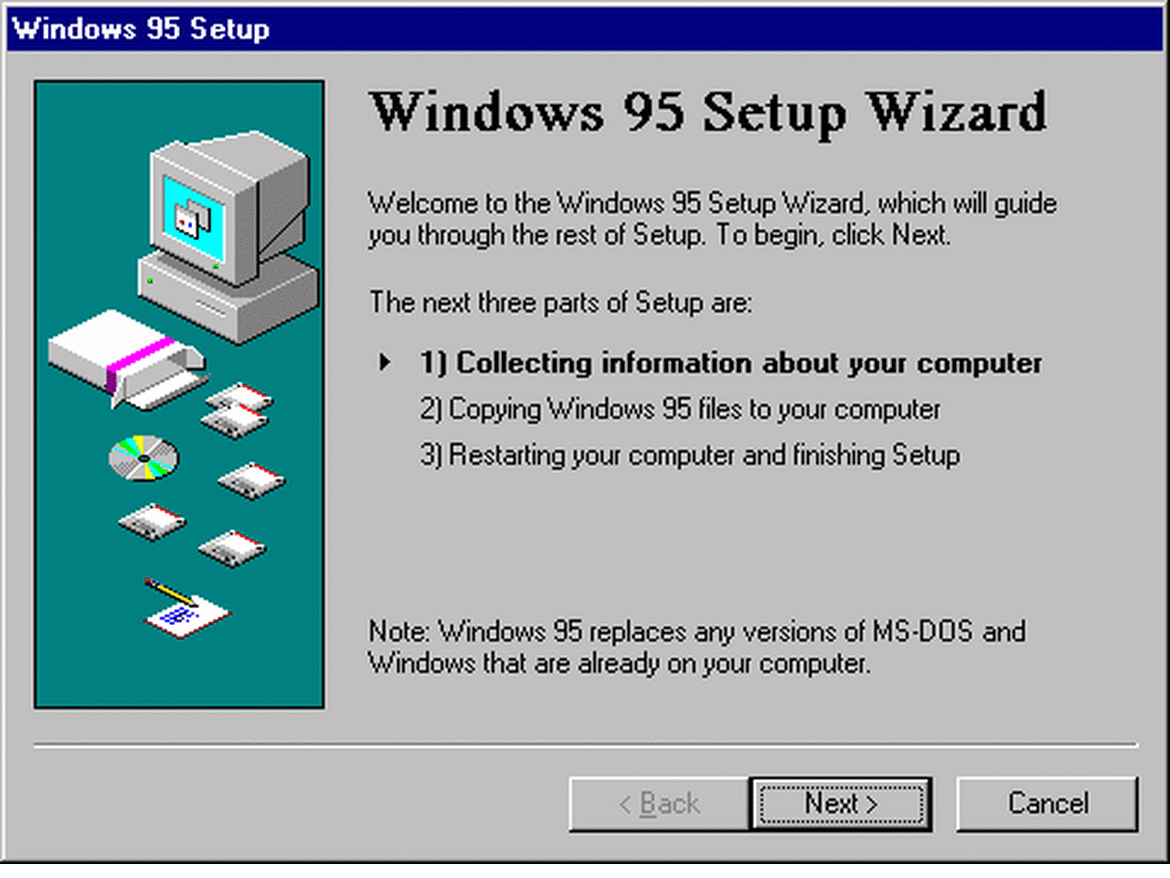 Windows 95 Setup
Windows 95 Setup Wizard
Welcome to the Windows 95 Setup Wizard, which will guide
you through the rest of Setup. To begin, click Next.
The next three parts of Setup are:
1) Collecting information about your computer
2) Copying Windows 95 files to your computer
3) Restarting your computer and finishing Setup
Note: Windows 95 replaces any versions of MS-DOS and
Windows that are already on your computer.
< Back Next > Cancel